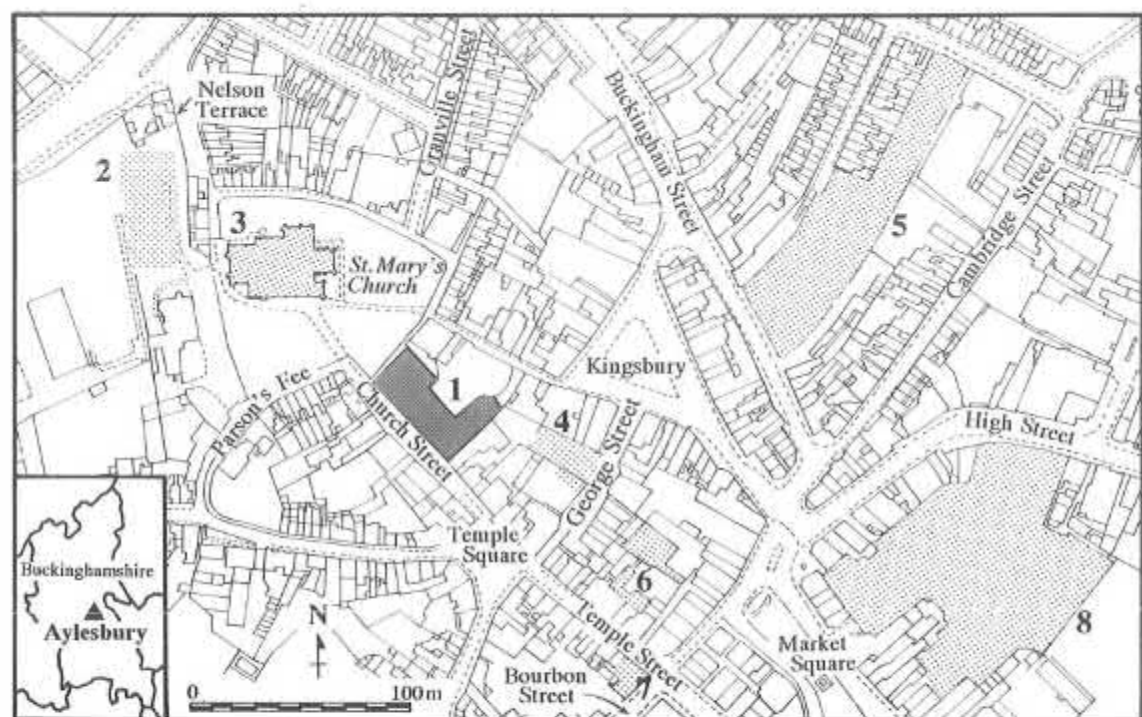 Nelson
Terrace
Granville Street
Buckingham Street
2
3
St. Mary's
Church
5
Cambridge Street
Kingsbury
1
Parson's Fee
Church Street
4
George Street
High Street
Temple
Square
6
Temple Street
Market
Square
8
Bourbon
Street
7
N
0 100m
Buckinghamshire
Aylesbury